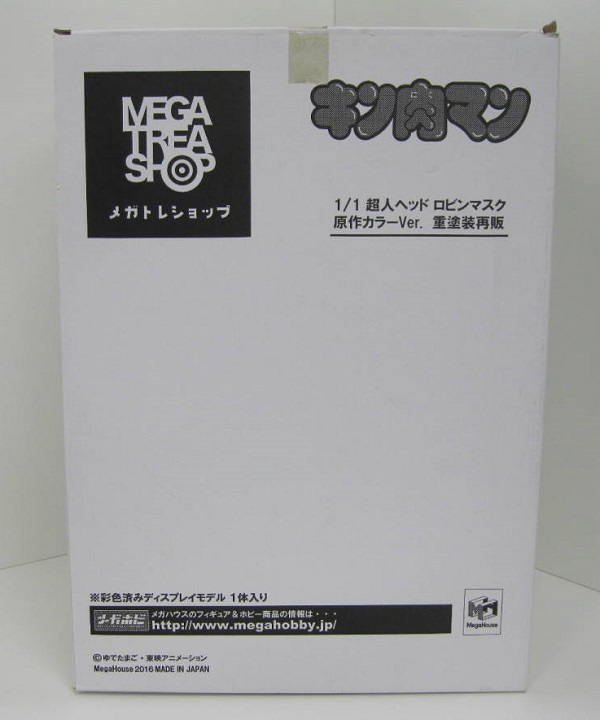 MEGA
TREA
SHOP
メガトレショップ
キン肉マン
1/1 超人ヘッド ロビンマスク
原作カラーVer. 重塗装再販
※彩色済みディスプレイモデル 1体入り
メガホビ
メガハウスのフィギュア＆ホビー商品の情報は・・・
http://www.megahobby.jp/
MegaHouse
©ゆでたまご・東映アニメーション
MegaHouse 2016 MADE IN JAPAN